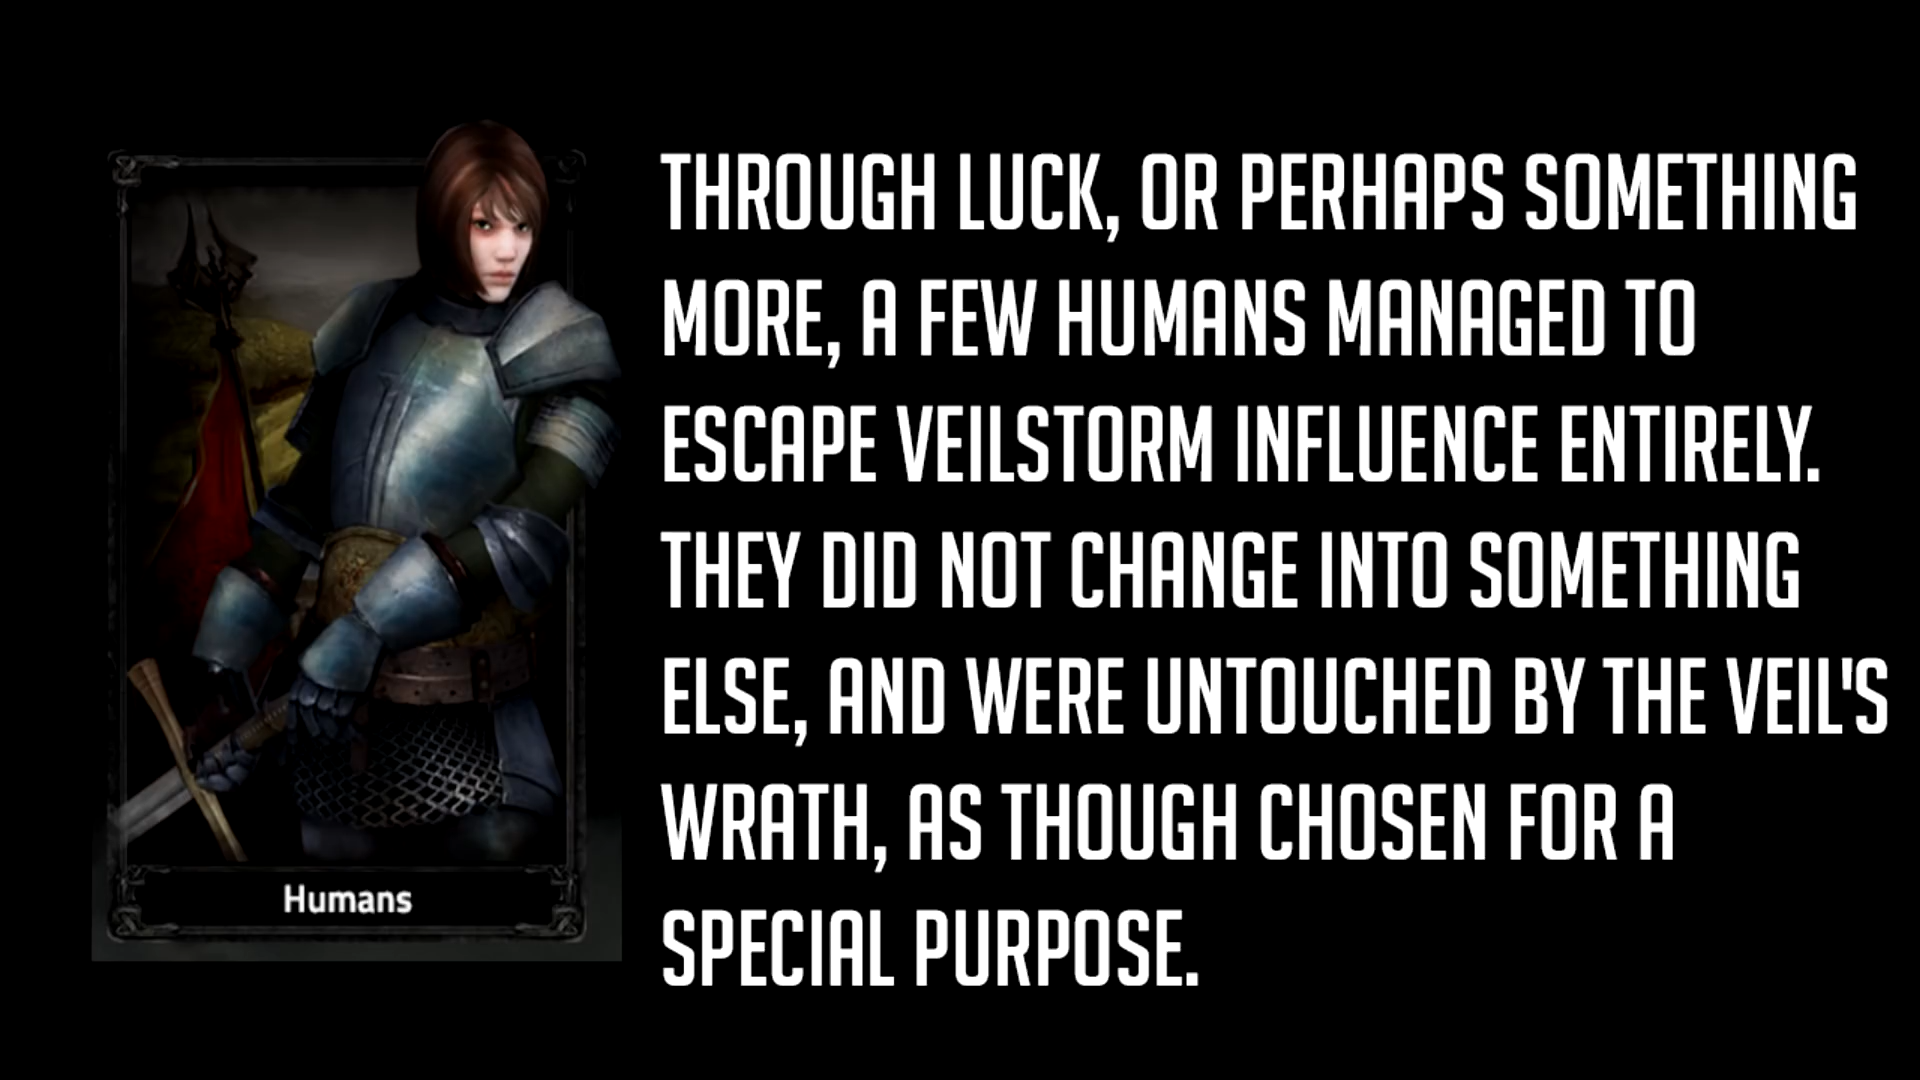 THROUGH LUCK, OR PERHAPS SOMETHING
MORE, A FEW HUMANS MANAGED TO
ESCAPE VEILSTORM INFLUENCE ENTIRELY.
THEY DID NOT CHANGE INTO SOMETHING
ELSE, AND WERE UNTOUCHED BY THE VEIL'S
WRATH, AS THOUGH CHOSEN FOR A
SPECIAL PURPOSE.
Humans